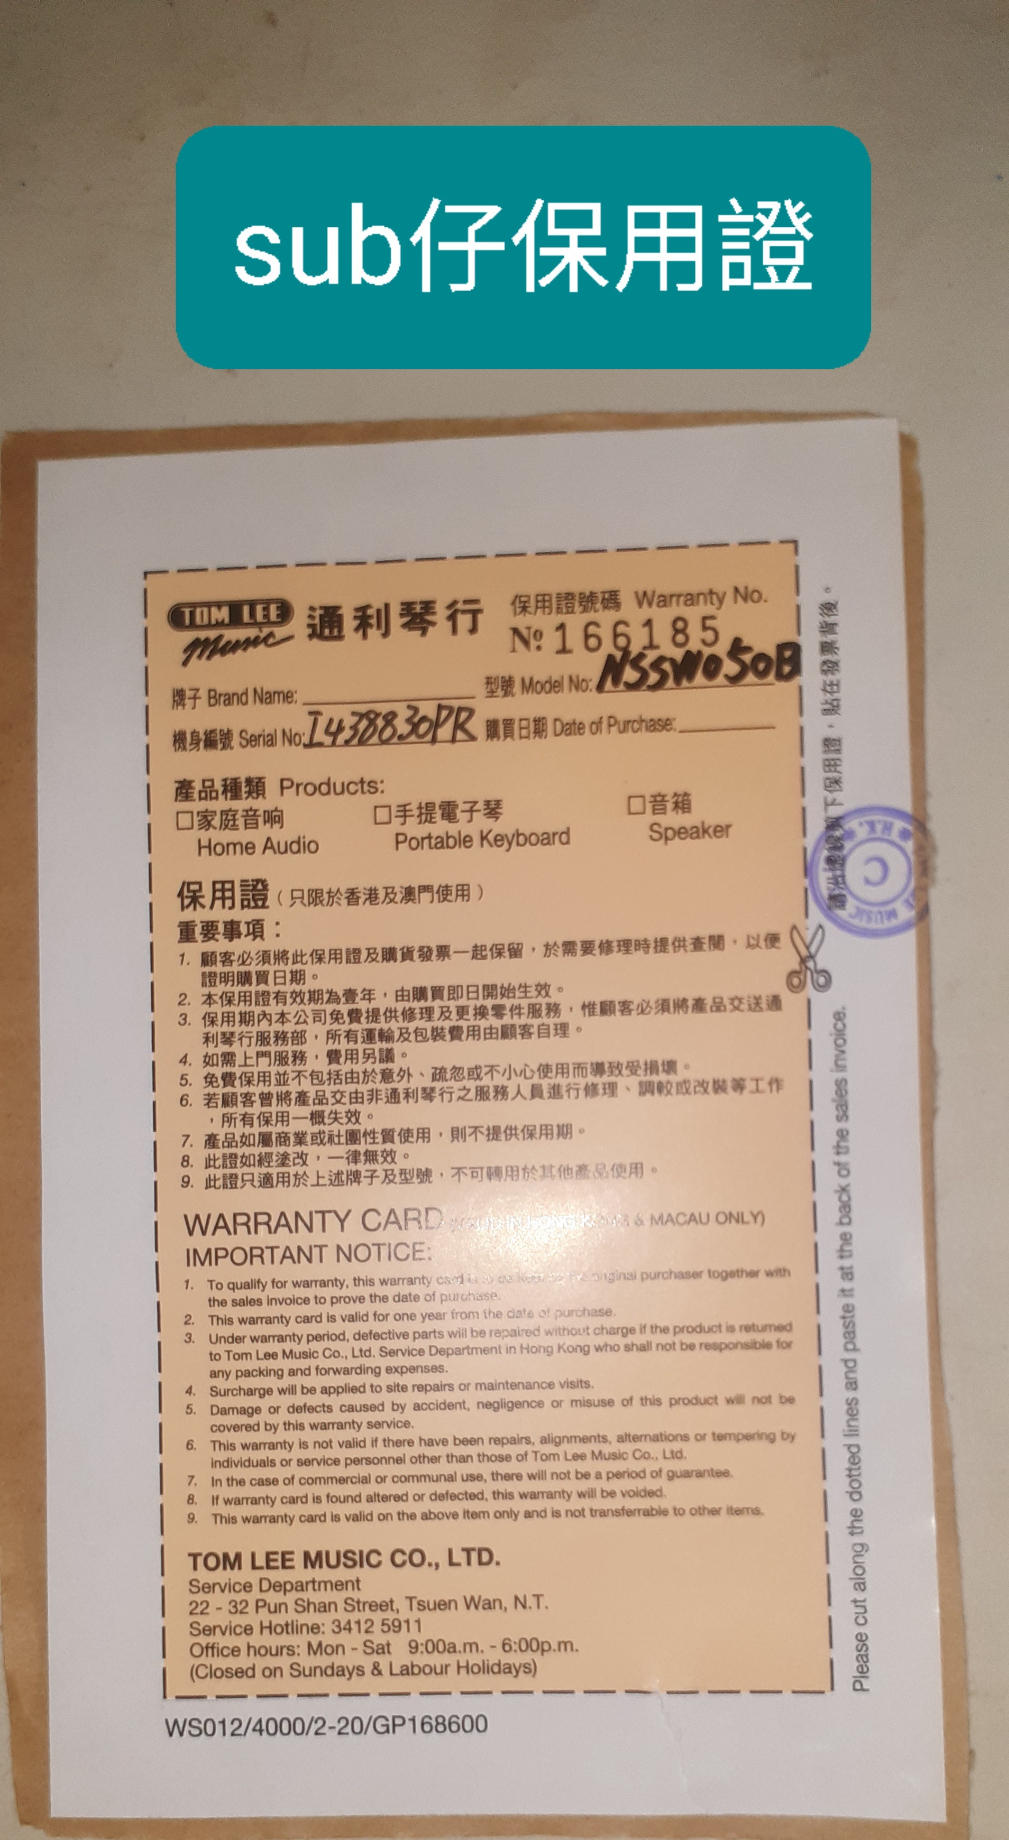 sub仔保用證
TOM LEE
Music
通利琴行
保用證號碼 Warranty No.
Nº 166185
牌子 Brand Name:
型號 Model No: NSSW050B
機身編號 Serial No: I438830PR
購買日期 Date of Purchase:
產品種類 Products:
□家庭音响 □手提電子琴 □音箱
Home Audio Portable Keyboard Speaker
保用證 ( 只限於香港及澳門使用 )
重要事項：
1. 顧客必須將此保用證及購貨發票一起保留，於需要修理時提供查閱，以便
證明購買日期。
2. 本保用證有效期為壹年，由購買即日開始生效。
3. 保用期內本公司免費提供修理及更換零件服務，惟顧客必須將產品交送通
利琴行服務部，所有運輸及包裝費用由顧客自理。
4. 如需上門服務，費用另議。
5. 免費保用並不包括由於意外、疏忽或不小心使用而導致受損壞。
6. 若顧客曾將產品交由非通利琴行之服務人員進行修理、調較或改裝等工作
，所有保用一概失效。
7. 產品如屬商業或社團性質使用，則不提供保用期。
8. 此證如經塗改，一律無效。
9. 此證只適用於上述牌子及型號，不可轉用於其他產品使用。
WARRANTY CARD & MACAU ONLY)
IMPORTANT NOTICE:
1. To qualify for warranty, this warranty card original purchaser together with
the sales invoice to prove the date of purchase.
2. This warranty card is valid for one year from the date of purchase.
3. Under warranty period, defective parts will be repaired without charge if the product is returned
to Tom Lee Music Co., Ltd. Service Department in Hong Kong who shall not be responsible for
any packing and forwarding expenses.
4. Surcharge will be applied to site repairs or maintenance visits.
5. Damage or defects caused by accident, negligence or misuse of this product will not be
covered by this warranty service.
6. This warranty is not valid if there have been repairs, alignments, alternations or tempering by
individuals or service personnel other than those of Tom Lee Music Co., Ltd.
7. In the case of commercial or communal use, there will not be a period of guarantee.
8. If warranty card is found altered or defected, this warranty will be voided.
9. This warranty card is valid on the above item only and is not transferrable to other items.
TOM LEE MUSIC CO., LTD.
Service Department
22 - 32 Pun Shan Street, Tsuen Wan, N.T.
Service Hotline: 3412 5911
Office hours: Mon - Sat 9:00a.m. - 6:00p.m.
(Closed on Sundays & Labour Holidays)
WS012/4000/2-20/GP168600
請沿虛線剪下保用證，貼在發票背後。
Please cut along the dotted lines and paste it at the back of the sales invoice.